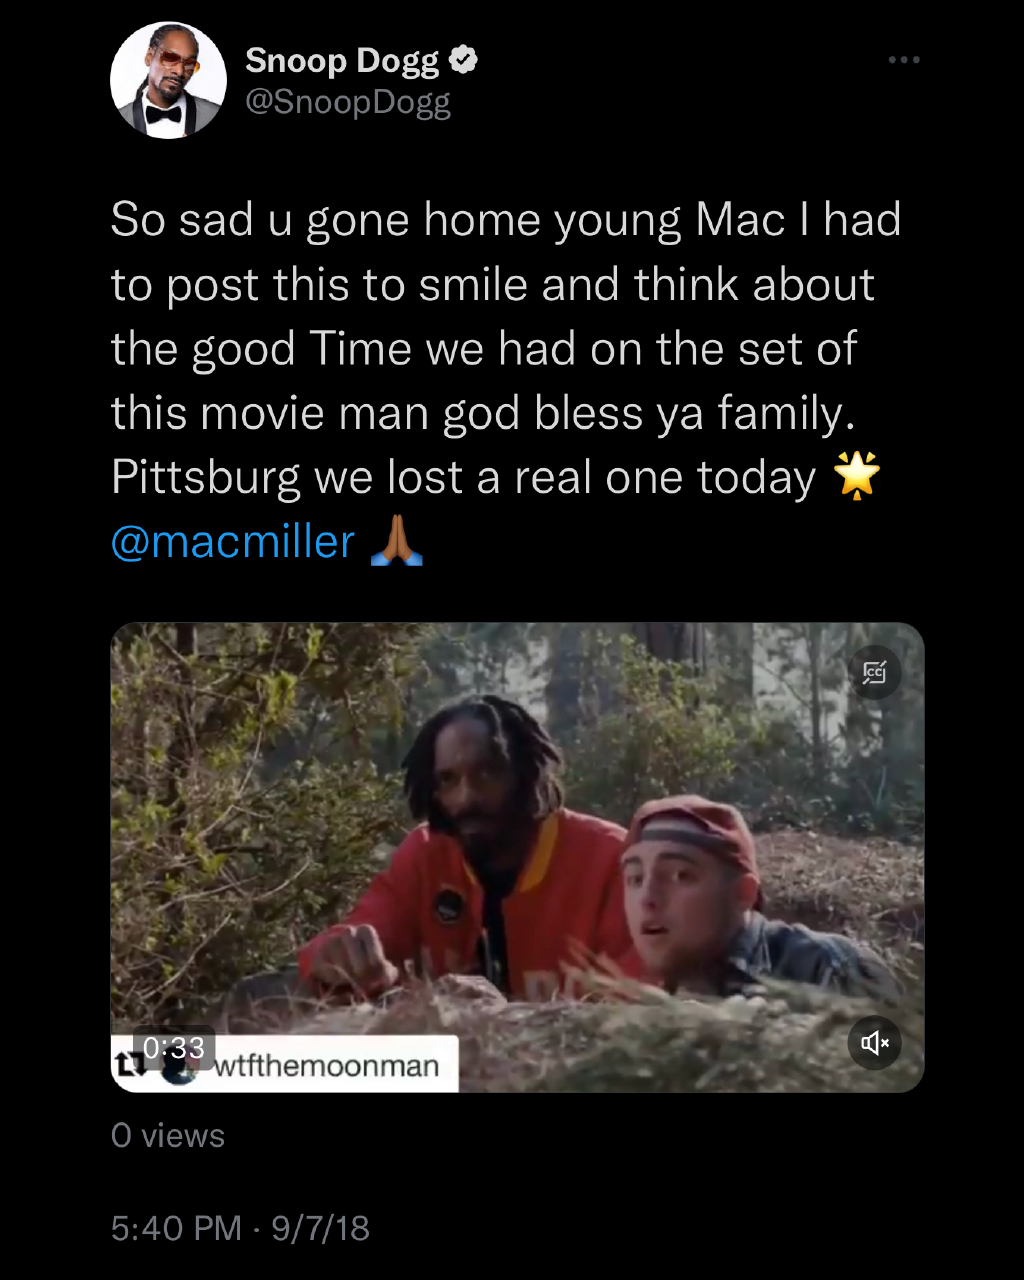 Snoop Dogg
@SnoopDogg
So sad u gone home young Mac I had
to post this to smile and think about
the good Time we had on the set of
this movie man god bless ya family.
Pittsburg we lost a real one today 🌟
@macmiller 🙏🏾
CC
0:33
wtfthemoonman
0 views
5:40 PM · 9/7/18